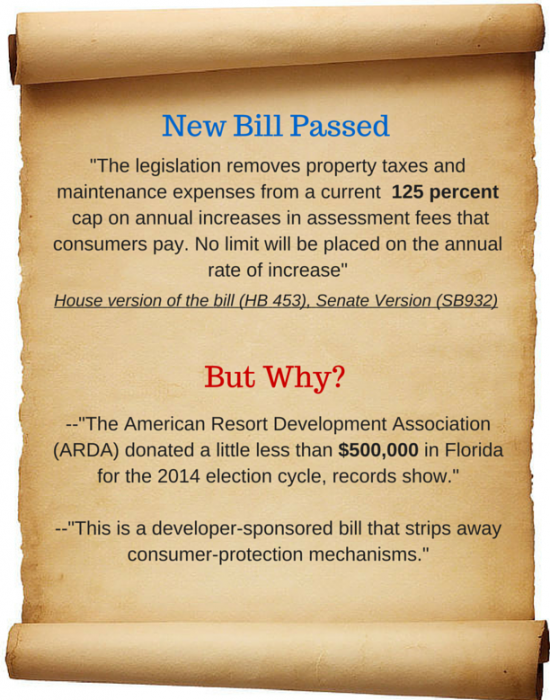 New Bill Passed
"The legislation removes property taxes and
maintenance expenses from a current 125 percent
cap on annual increases in assessment fees that
consumers pay. No limit will be placed on the annual
rate of increase"
House version of the bill (HB 453), Senate Version (SB932)
But Why?
--"The American Resort Development Association
(ARDA) donated a little less than $500,000 in Florida
for the 2014 election cycle, records show."
--"This is a developer-sponsored bill that strips away
consumer-protection mechanisms."